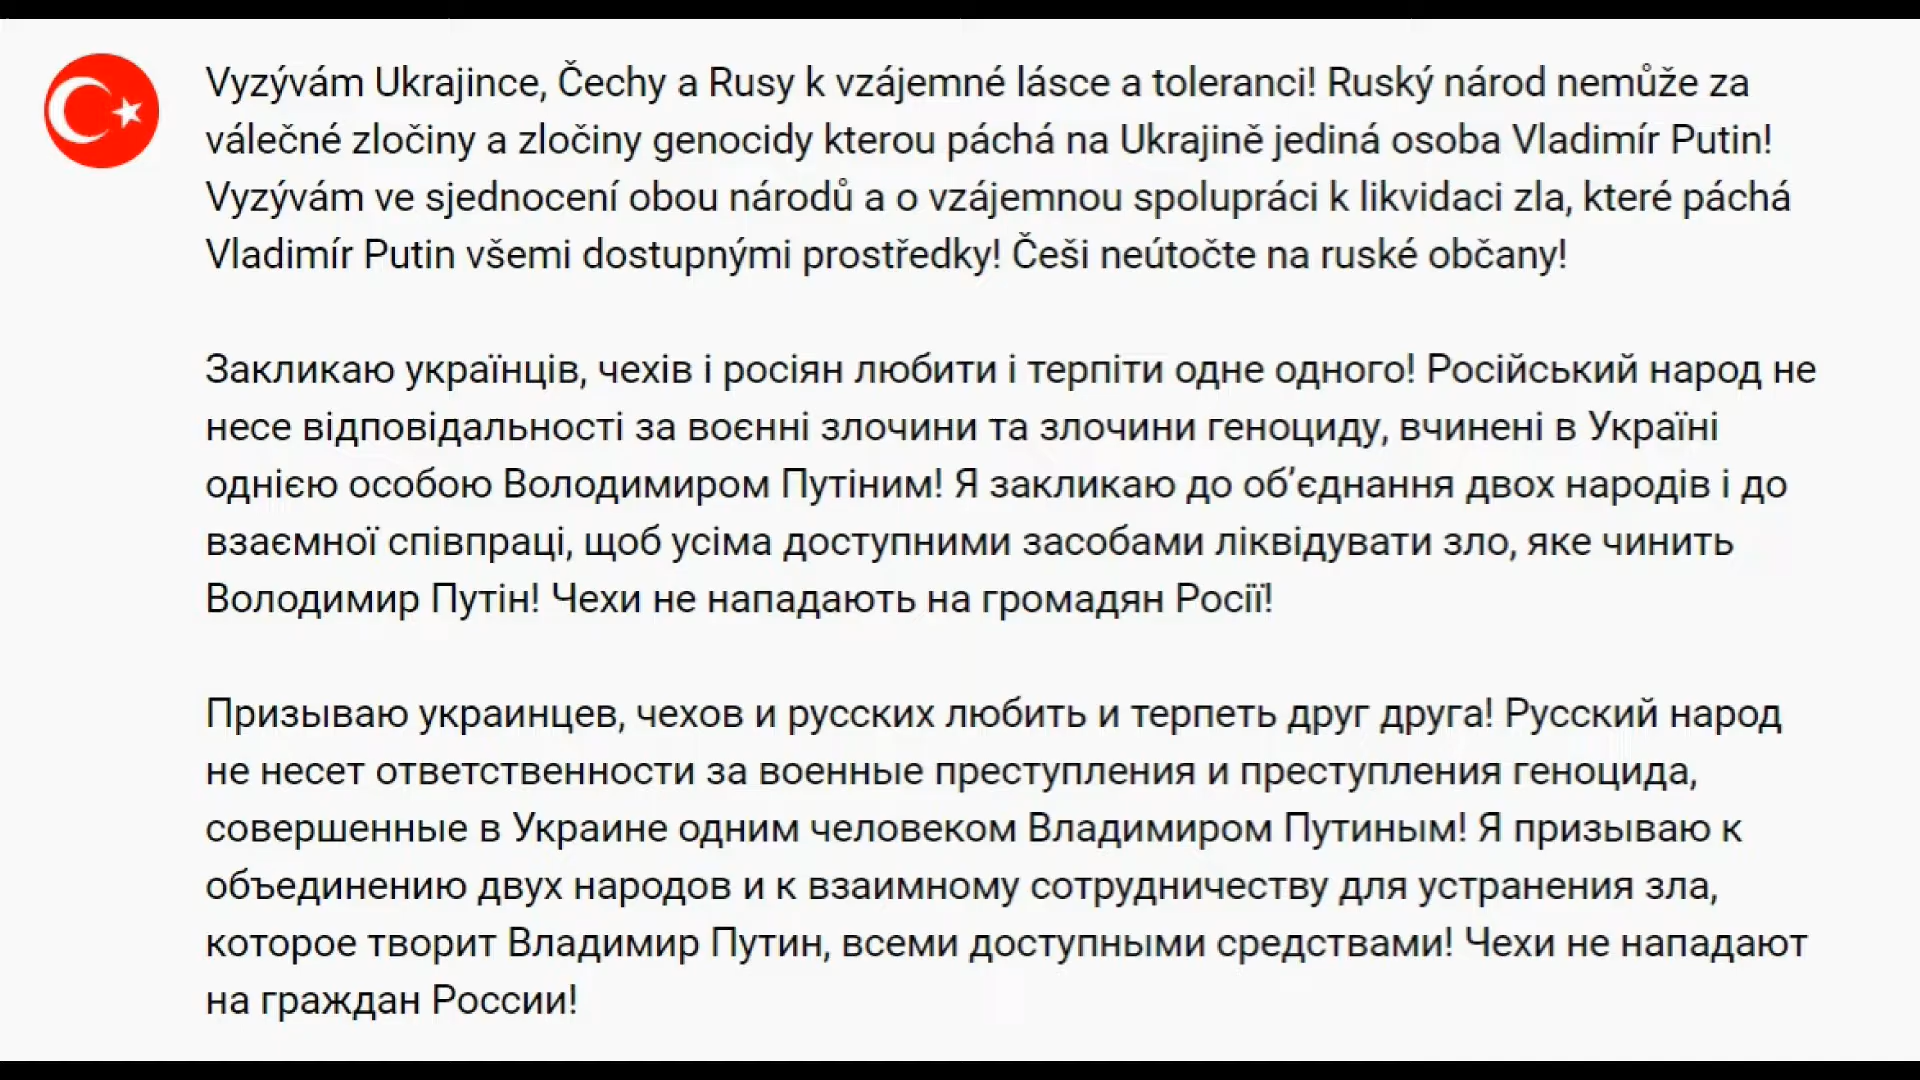 Vyzývám Ukrajince, Čechy a Rusy k vzájemné lásce a toleranci! Ruský národ nemůže za
válečné zločiny a zločiny genocidy kterou páchá na Ukrajině jediná osoba Vladimír Putin!
Vyzývám ve sjednocení obou národů a o vzájemnou spolupráci k likvidaci zla, které páchá
Vladimír Putin všemi dostupnými prostředky! Češi neútočte na ruské občany!
Закликаю українців, чехів і росіян любити і терпіти одне одного! Російський народ не
несе відповідальності за воєнні злочини та злочини геноциду, вчинені в Україні
однією особою Володимиром Путіним! Я закликаю до об’єднання двох народів і до
взаємної співпраці, щоб усіма доступними засобами ліквідувати зло, яке чинить
Володимир Путін! Чехи не нападають на громадян Росії!
Призываю украинцев, чехов и русских любить и терпеть друг друга! Русский народ
не несет ответственности за военные преступления и преступления геноцида,
совершенные в Украине одним человеком Владимиром Путиным! Я призываю к
объединению двух народов и к взаимному сотрудничеству для устранения зла,
которое творит Владимир Путин, всеми доступными средствами! Чехи не нападают
на граждан России!